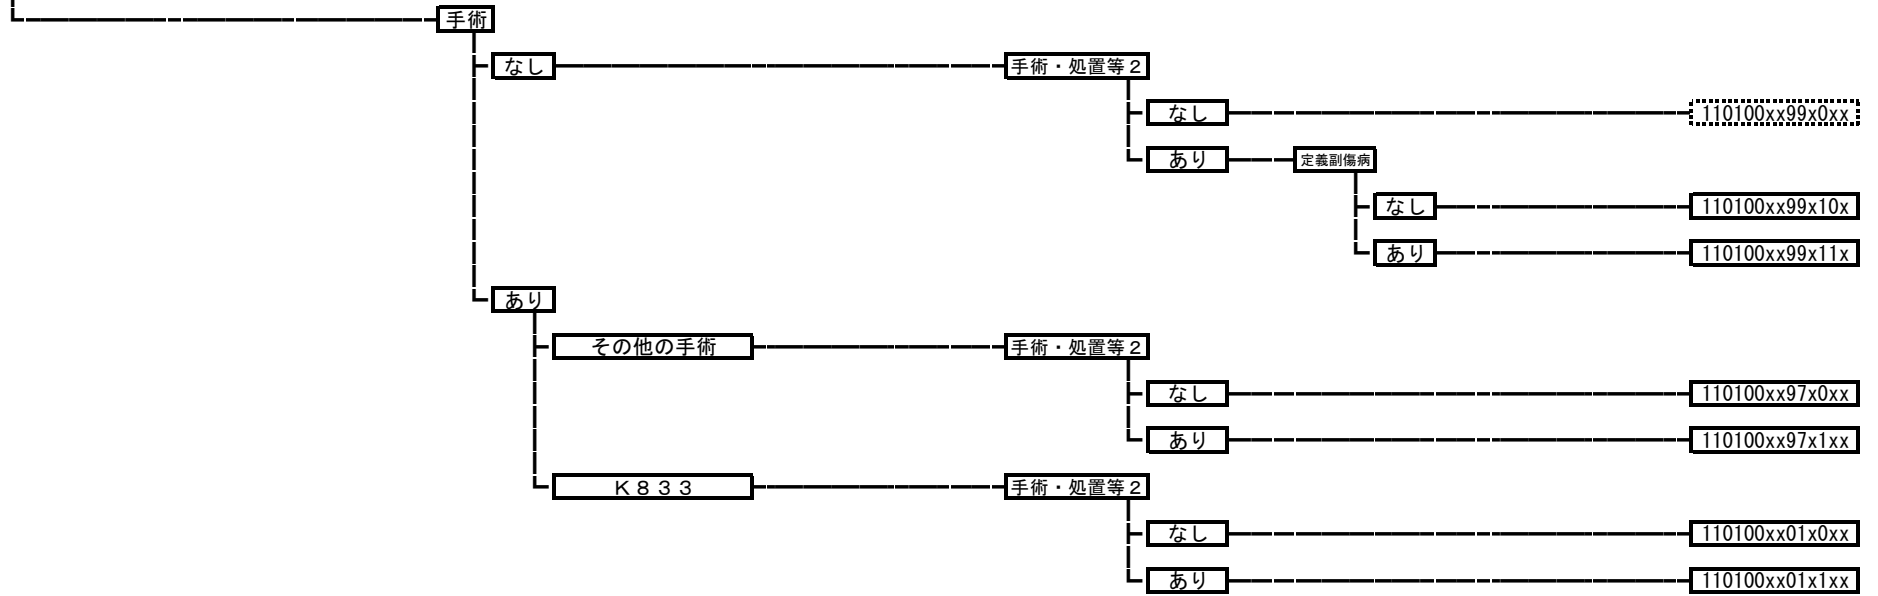 手術
なし 手術・処置等２
なし 110100xx99x0xx
あり 定義副傷病
なし 110100xx99x10x
あり 110100xx99x11x
あり
その他の手術 手術・処置等２
なし 110100xx97x0xx
あり 110100xx97x1xx
Ｋ８３３ 手術・処置等２
なし 110100xx01x0xx
あり 110100xx01x1xx